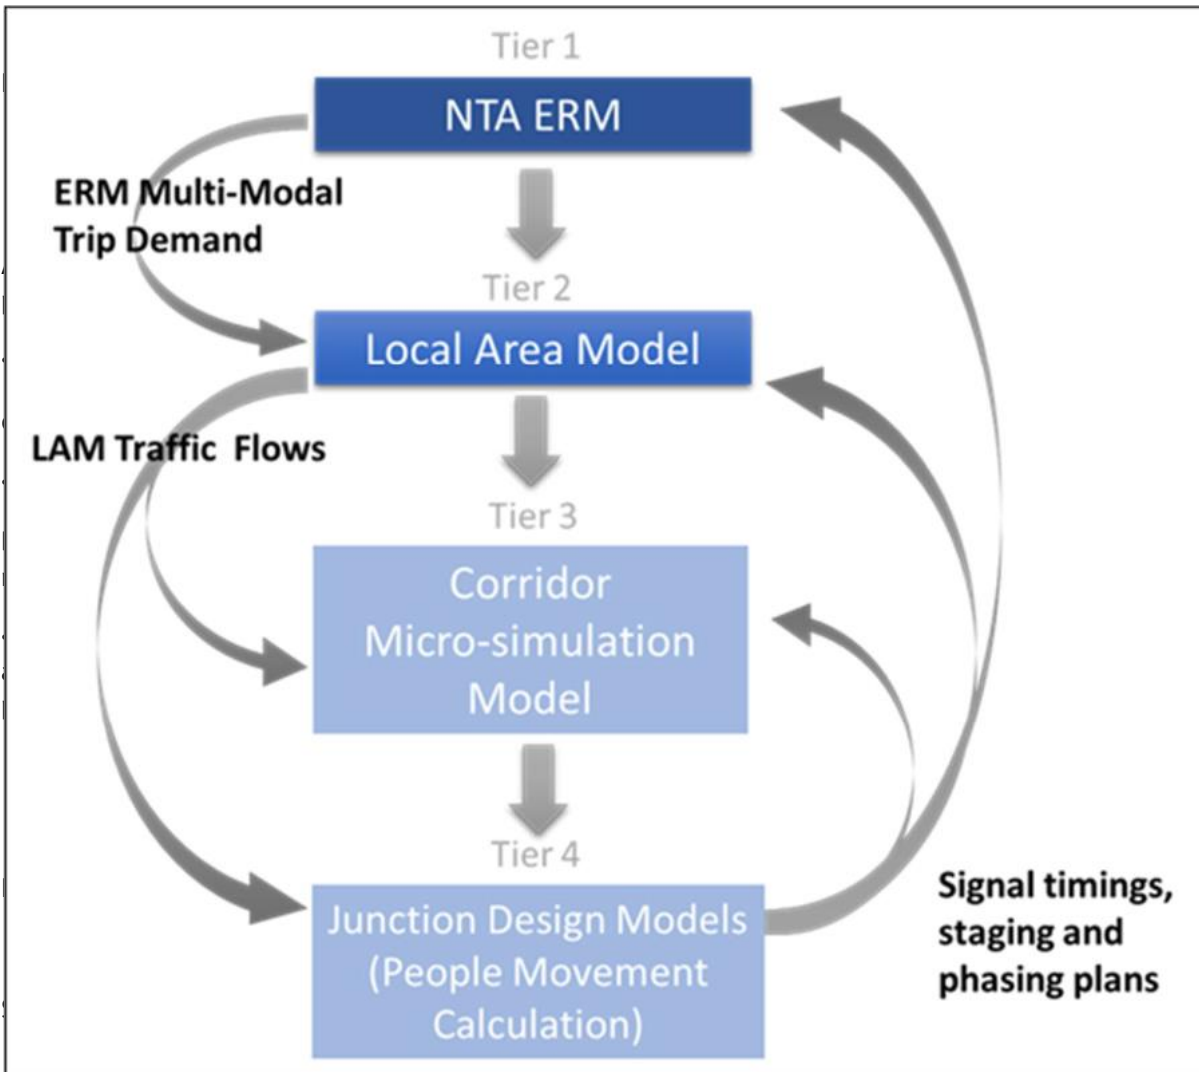 Tier 1
NTA ERM
ERM Multi-Modal
Trip Demand
Tier 2
Local Area Model
LAM Traffic Flows
Tier 3
Corridor
Micro-simulation
Model
Tier 4
Junction Design Models
(People Movement
Calculation)
Signal timings,
staging and
phasing plans